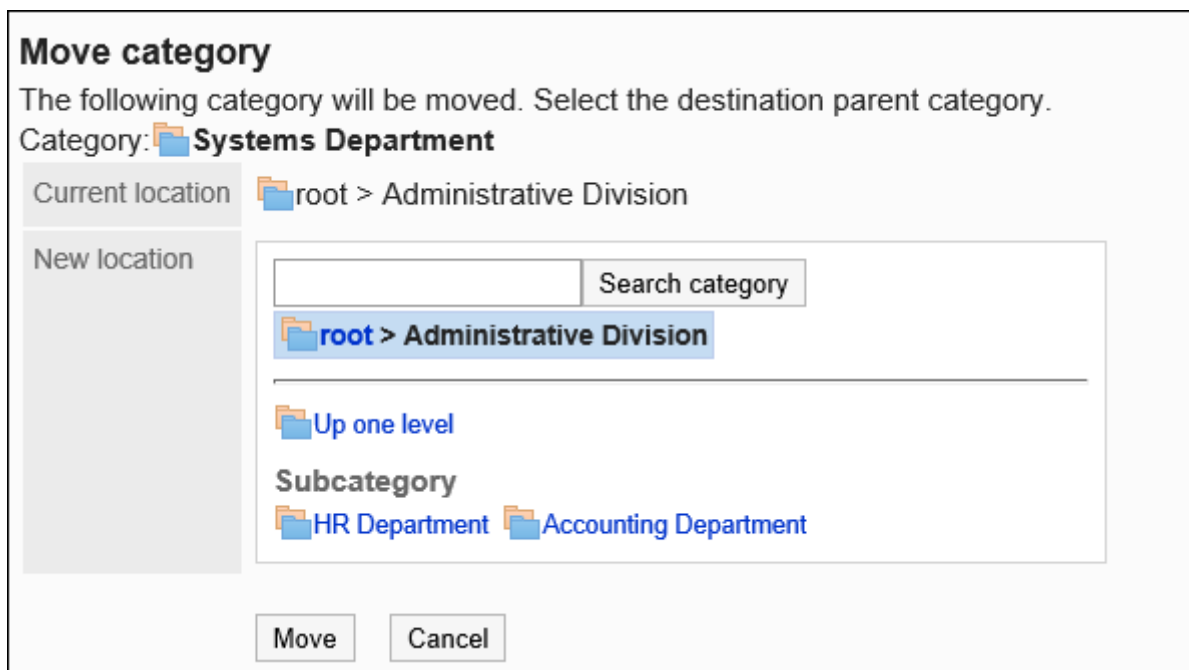 Move category
The following category will be moved. Select the destination parent category.
Category: Systems Department
Current location root > Administrative Division
New location
Search category
root > Administrative Division
Up one level
Subcategory
HR Department Accounting Department
Move Cancel